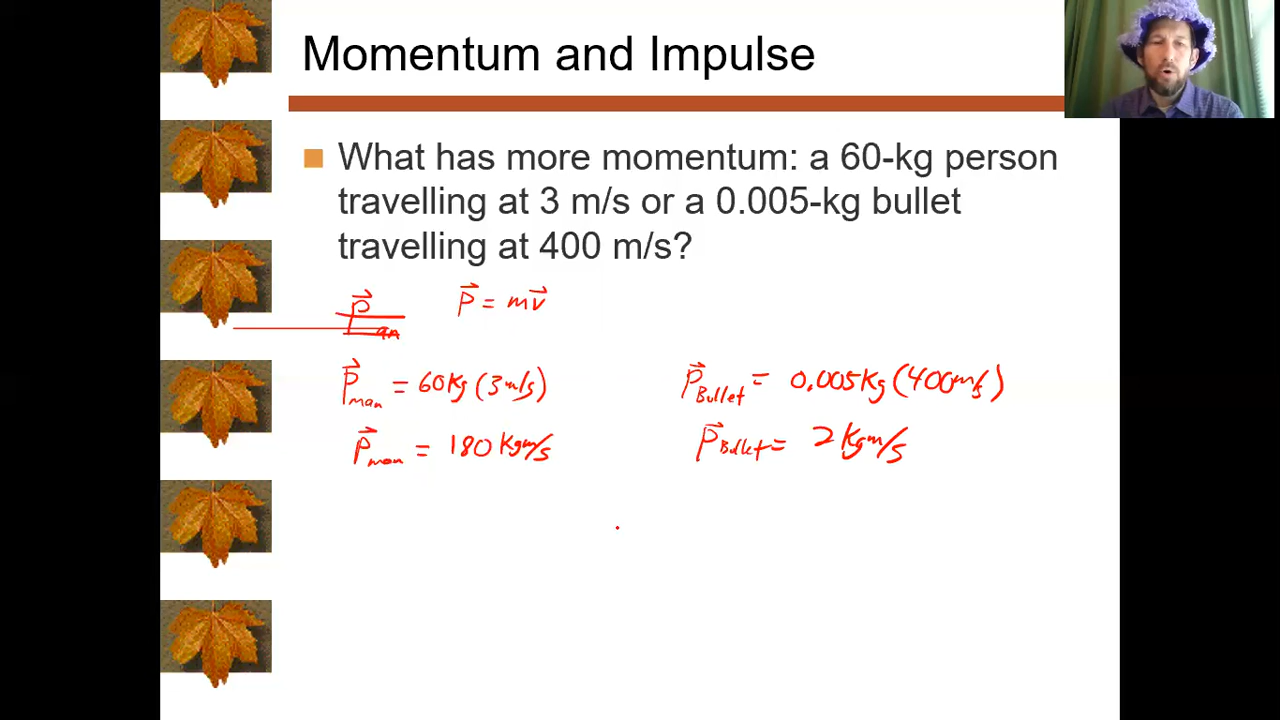 Momentum and Impulse
What has more momentum: a 60-kg person
travelling at 3 m/s or a 0.005-kg bullet
travelling at 400 m/s?
P⃗ = mv⃗
P⃗man = 60Kg (3m/s)
P⃗Bullet = 0.005Kg (400m/s)
P⃗man = 180 Kgm/s
P⃗Bullet = 2 Kgm/s